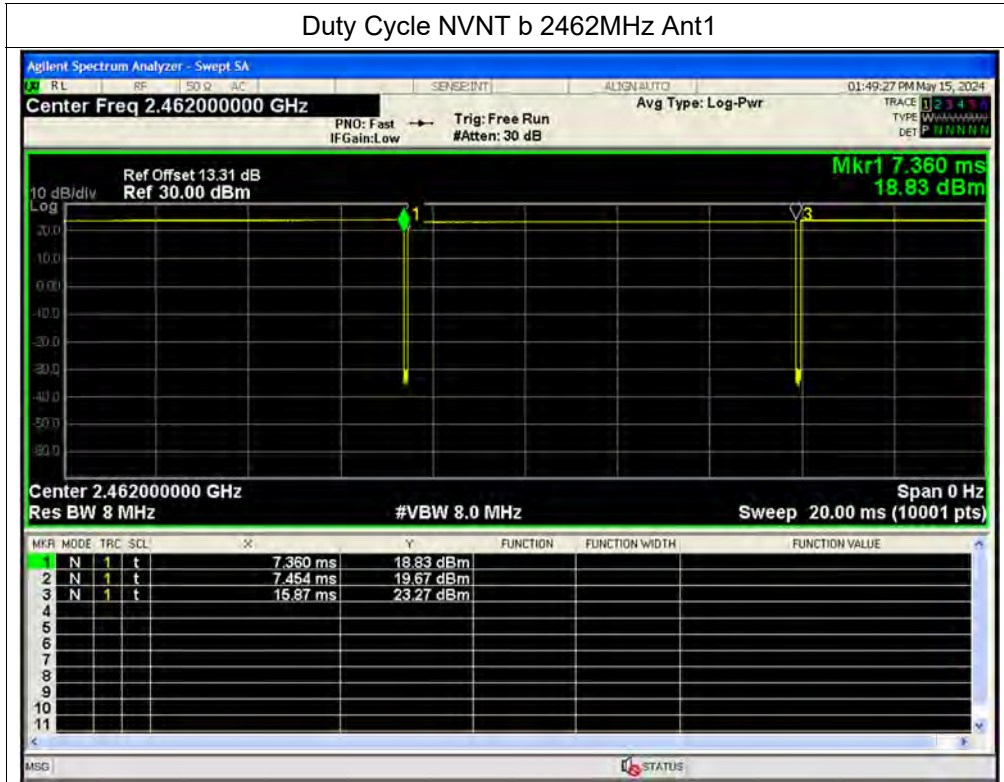 Duty Cycle NVNT b 2462MHz Ant1
Agilent Spectrum Analyzer - Swept SA
RL RF 50 Ω AC SENSE:INT ALIGN AUTO 01:49:27 PM May 15, 2024
Center Freq 2.462000000 GHz Avg Type: Log-Pwr TRACE 1 2 3 4 5 6
PNO: Fast Trig: Free Run TYPE WWWWWW
IFGain:Low #Atten: 30 dB DET P N N N N N
Mkr1 7.360 ms
Ref Offset 13.31 dB
10 dB/div Ref 30.00 dBm 18.83 dBm
Log
1 3
20.0
10.0
0.00
-10.0
-20.0
-30.0
-40.0
-50.0
-60.0
Center 2.462000000 GHz Span 0 Hz
Res BW 8 MHz #VBW 8.0 MHz Sweep 20.00 ms (10001 pts)
MKR MODE TRC SCL X Y FUNCTION FUNCTION WIDTH FUNCTION VALUE
1 N 1 t 7.360 ms 18.83 dBm
2 N 1 t 7.454 ms 19.67 dBm
3 N 1 t 15.87 ms 23.27 dBm
4
5
6
7
8
9
10
11
MSG STATUS